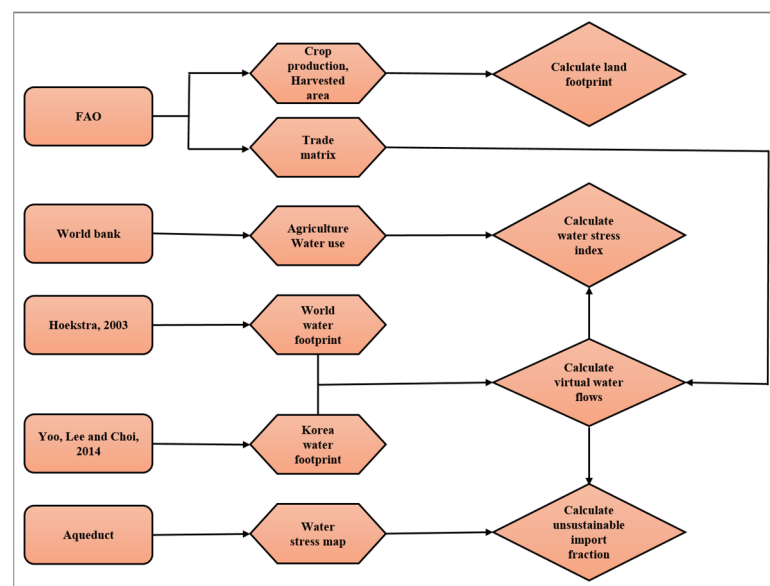 FAO
Crop
production,
Harvested
area
Calculate land
footprint
Trade
matrix
World bank
Agriculture
Water use
Calculate
water stress
index
Hoekstra, 2003
World
water
footprint
Calculate
virtual water
flows
Yoo, Lee and Choi,
2014
Korea
water
footprint
Aqueduct
Water
stress map
Calculate
unsustainable
import
fraction